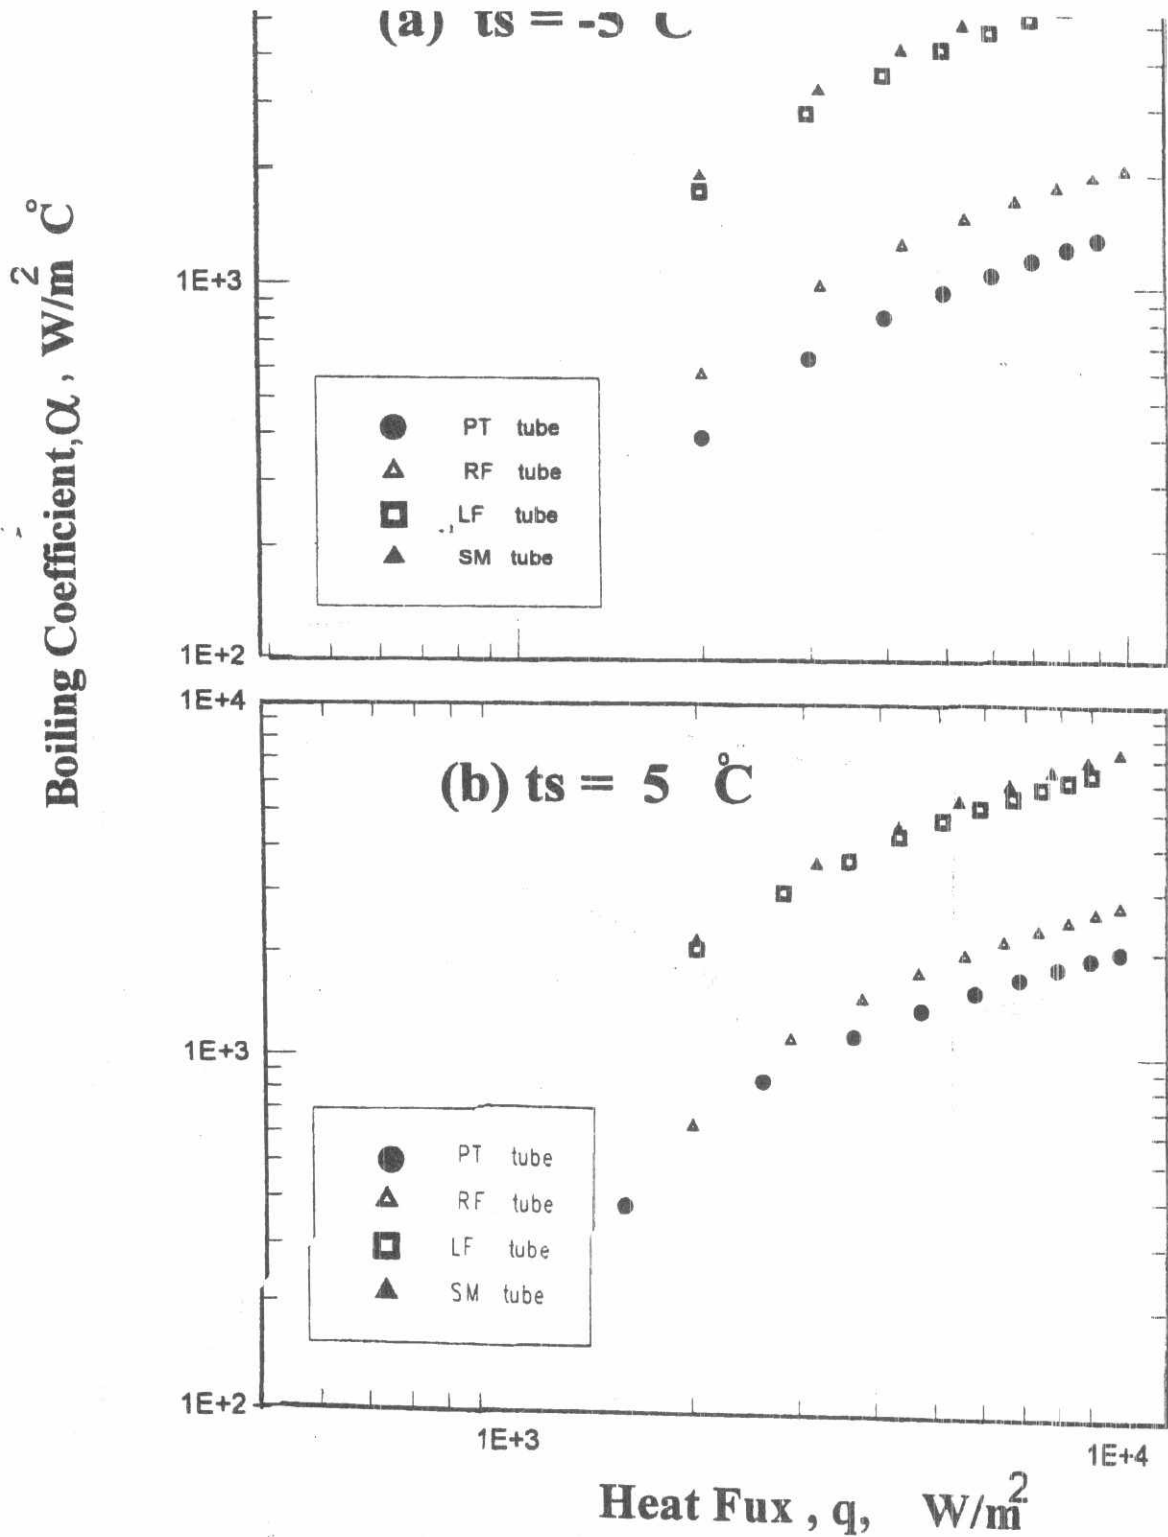 (a) ts = -5 C
Boiling Coefficient, α , W/m² °C
1E+3
PT tube
RF tube
LF tube
SM tube
1E+2
1E+4
(b) ts = 5 °C
1E+3
PT tube
RF tube
LF tube
SM tube
1E+2
1E+3
1E+4
Heat Fux , q, W/m²